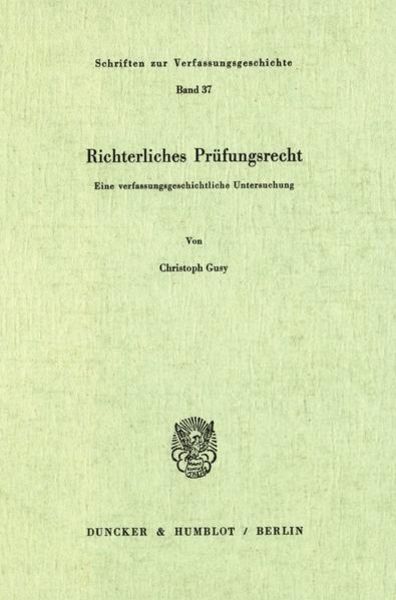 Schriften zur Verfassungsgeschichte
Band 37
Richterliches Prüfungsrecht
Eine verfassungsgeschichtliche Untersuchung
Von
Christoph Gusy
DUNCKER & HUMBLOT / BERLIN